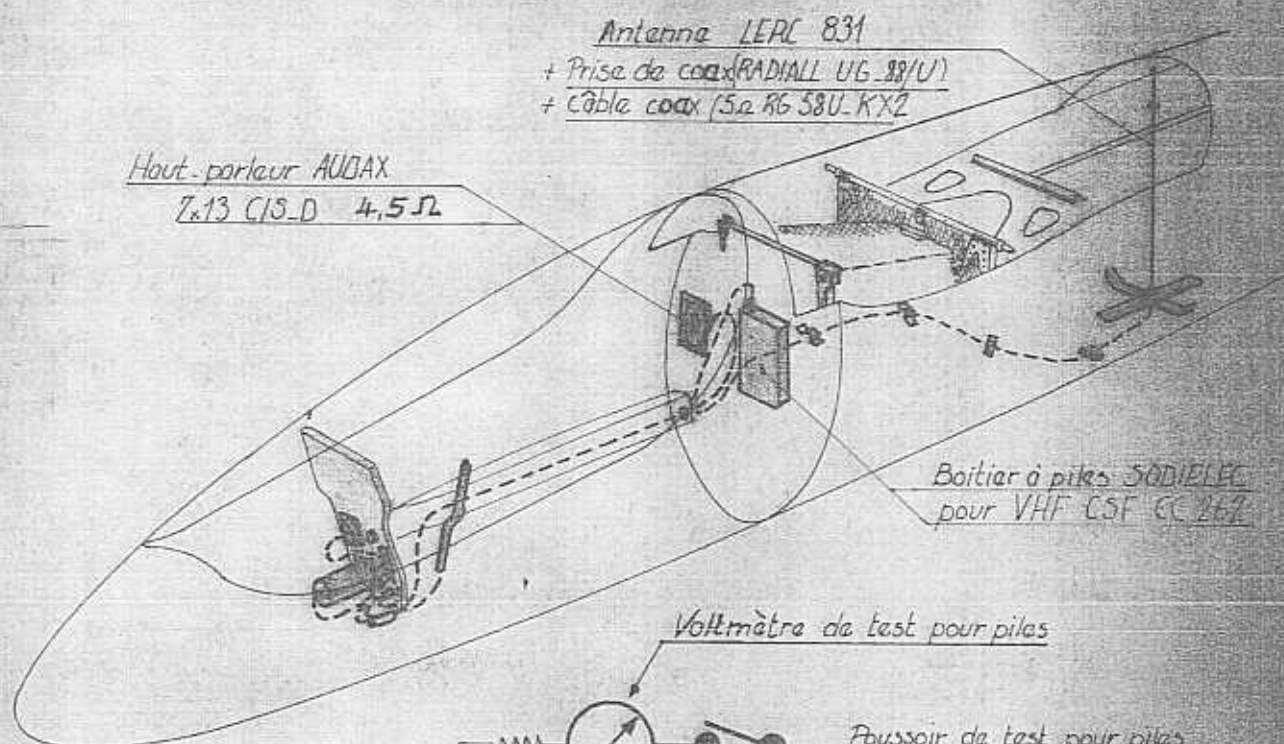 Antenne LERC 831
+ Prise de coax (RADIALL UG-88/U)
+ Câble coax 75Ω RG 58U-KX2
Haut-parleur AUDAX
7x13 C15-D 4,5 Ω
Boitier à piles SODIELEC
pour VHF CSF CC 262
Voltmètre de test pour piles
Poussoir de test pour piles